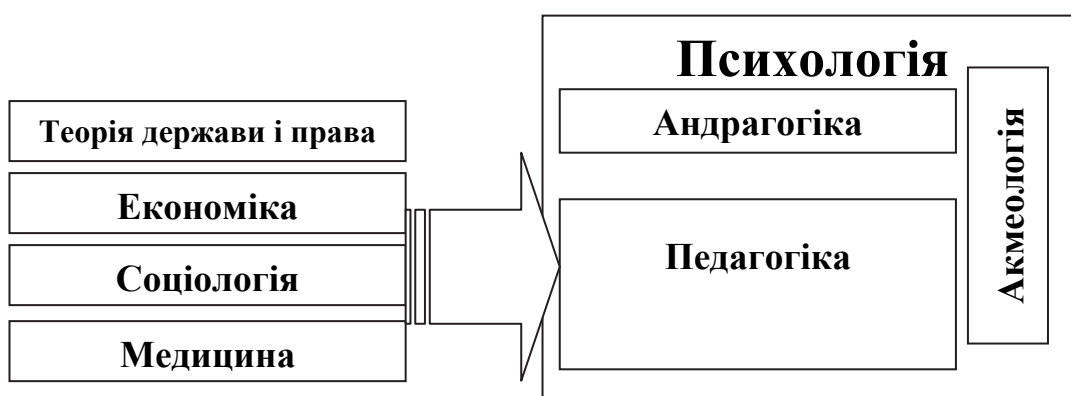 Теорія держави і права
Економіка
Соціологія
Медицина
Психологія
Андрагогіка
Педагогіка
Акмеологія